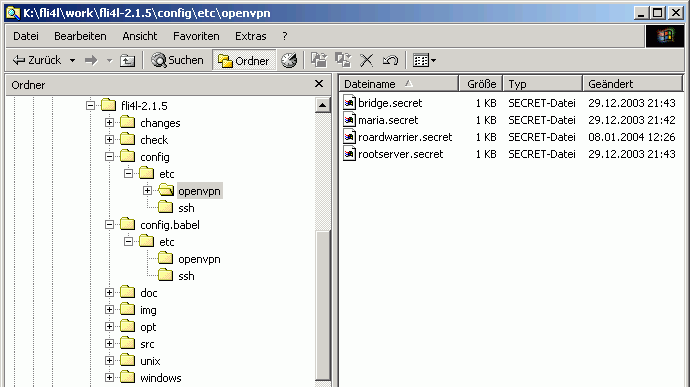 K:\fli4l\work\fli4l-2.1.5\config\etc\openvpn
Datei Bearbeiten Ansicht Favoriten Extras ?
Zurück Suchen Ordner
Ordner
fli4l-2.1.5
changes
check
config
etc
openvpn
ssh
config.babel
etc
openvpn
ssh
doc
img
opt
src
unix
windows
Dateiname Größe Typ Geändert
bridge.secret 1 KB SECRET-Datei 29.12.2003 21:43
maria.secret 1 KB SECRET-Datei 29.12.2003 21:42
roardwarrier.secret 1 KB SECRET-Datei 08.01.2004 12:26
rootserver.secret 1 KB SECRET-Datei 29.12.2003 21:43